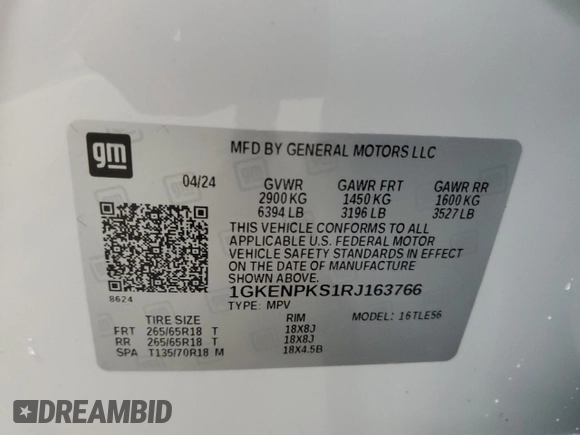 gm
MFD BY GENERAL MOTORS LLC
04/24 GVWR GAWR FRT GAWR RR
2900 KG 1450 KG 1600 KG
6394 LB 3196 LB 3527 LB
THIS VEHICLE CONFORMS TO ALL
APPLICABLE U.S. FEDERAL MOTOR
VEHICLE SAFETY STANDARDS IN EFFECT
ON THE DATE OF MANUFACTURE
SHOWN ABOVE.
8624
1GKENPKS1RJ163766
TYPE: MPV MODEL: 16TLE56
TIRE SIZE RIM
FRT 265/65R18 T 18X8J
RR 265/65R18 T 18X8J
SPA T135/70R18 M 18X4.5B
DREAMBID